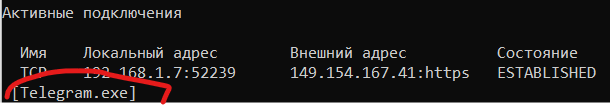 Активные подключения
Имя Локальный адрес Внешний адрес Состояние
TCP 192.168.1.7:52239 149.154.167.41:https ESTABLISHED
[Telegram.exe]